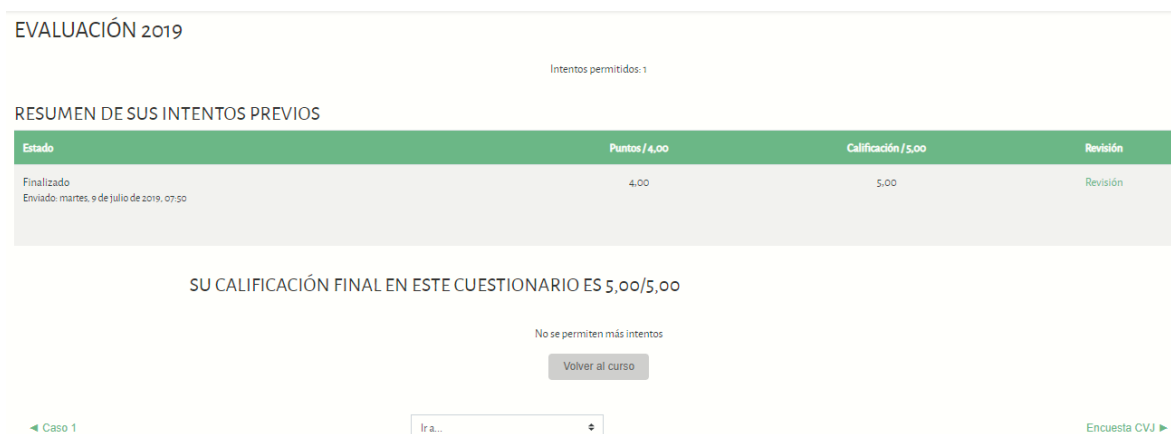 EVALUACIÓN 2019
Intentos permitidos: 1
RESUMEN DE SUS INTENTOS PREVIOS
Estado Puntos / 4,00 Calificación / 5,00 Revisión
Finalizado 4,00 5,00 Revisión
Enviado: martes, 9 de julio de 2019, 07:50
SU CALIFICACIÓN FINAL EN ESTE CUESTIONARIO ES 5,00/5,00
No se permiten más intentos
Volver al curso
◄ Caso 1 Ir a... Encuesta CVJ ►